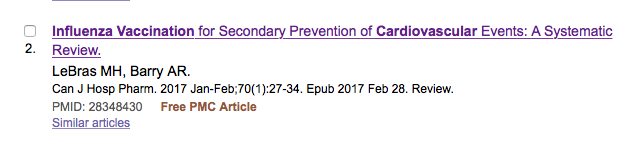 Influenza Vaccination for Secondary Prevention of Cardiovascular Events: A Systematic
2. Review.
LeBras MH, Barry AR.
Can J Hosp Pharm. 2017 Jan-Feb;70(1):27-34. Epub 2017 Feb 28. Review.
PMID: 28348430 Free PMC Article
Similar articles